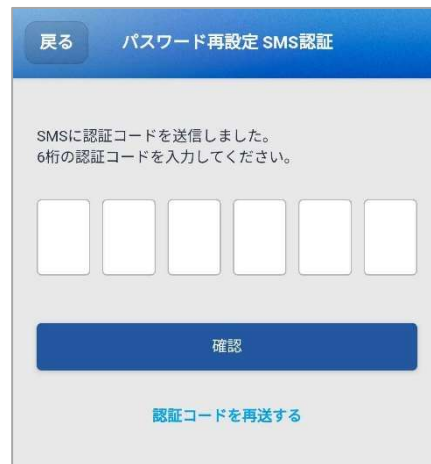 戻る
パスワード再設定 SMS認証
SMSに認証コードを送信しました。
6桁の認証コードを入力してください。
確認
認証コードを再送する